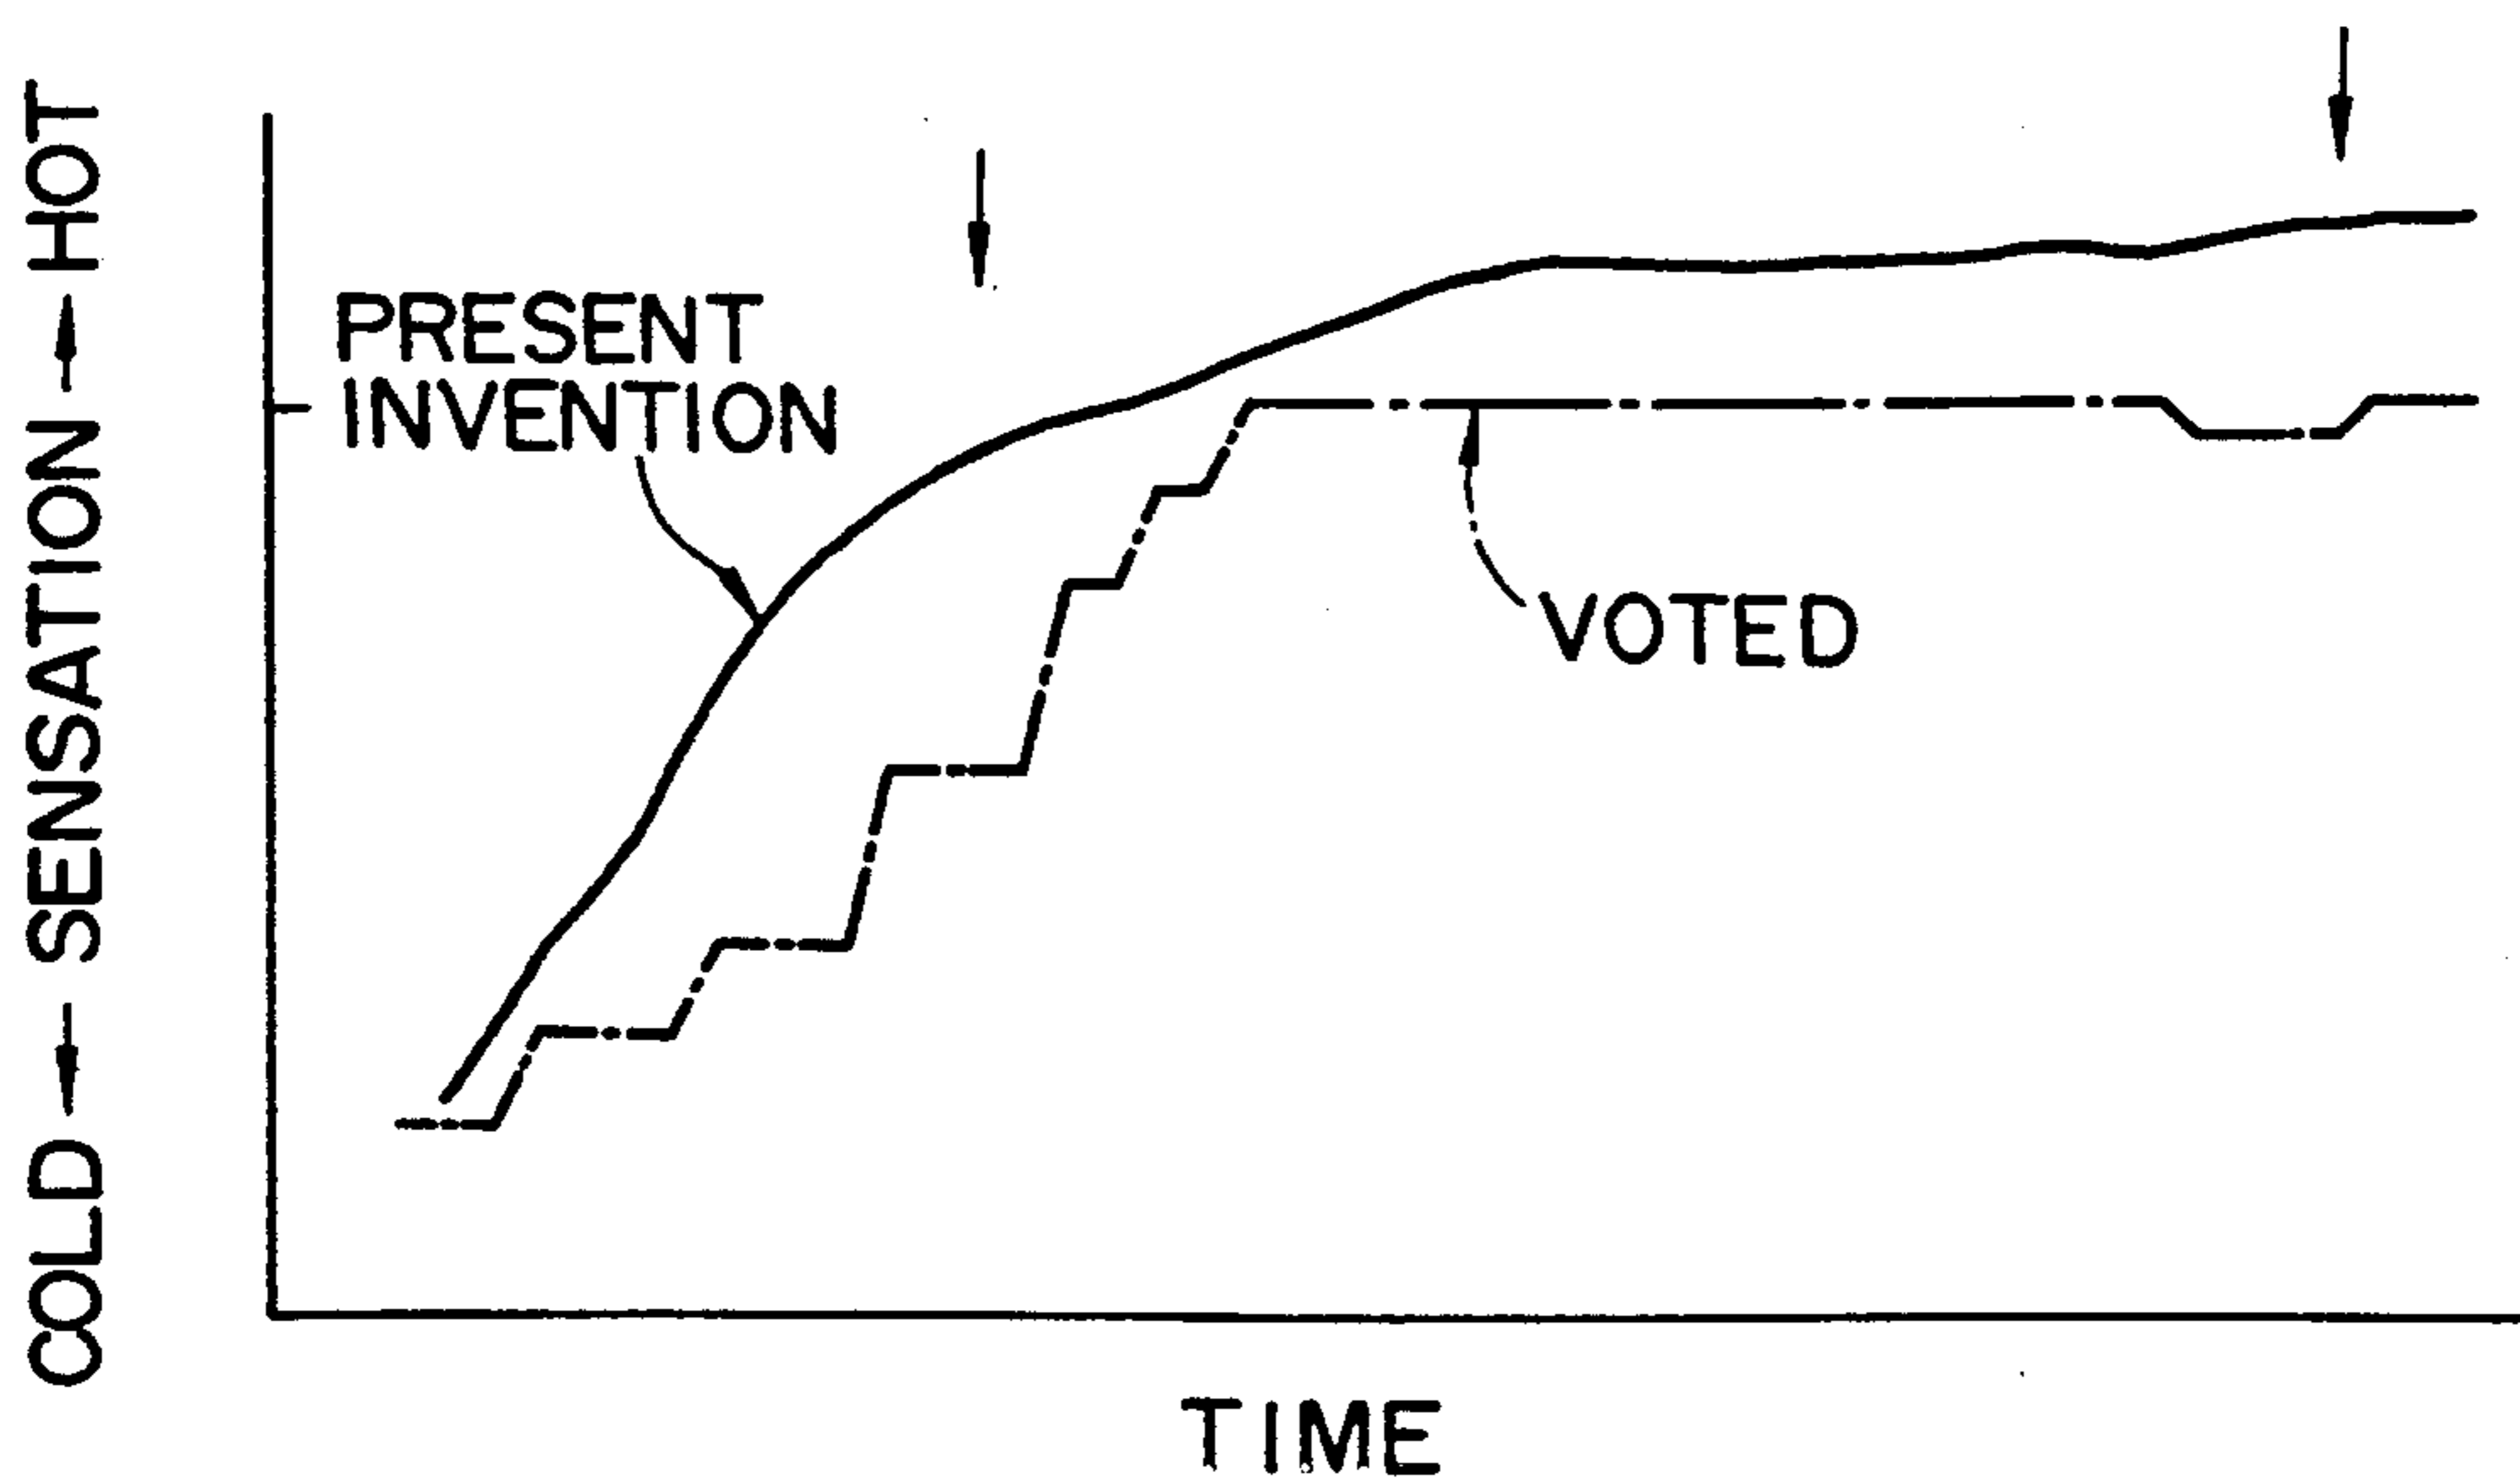 COLD ← SENSATION → HOT
PRESENT
INVENTION
VOTED
TIME